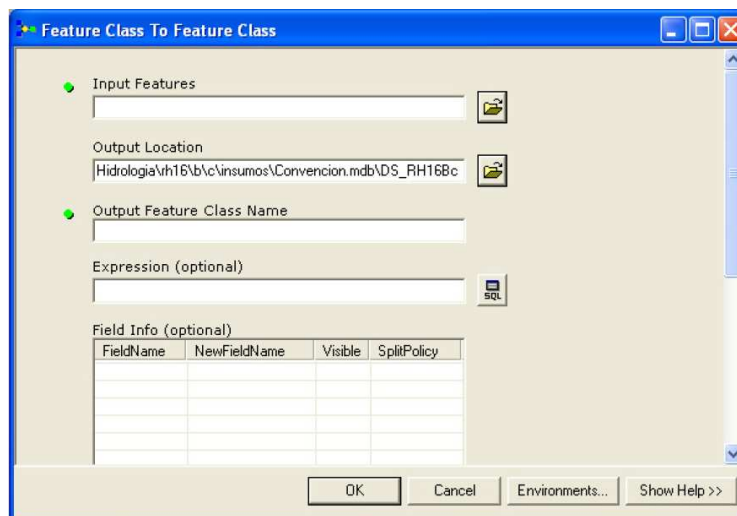 Feature Class To Feature Class
Input Features
Output Location
Hidrologia\rh16\b\c\insumos\Convencion.mdb\DS_RH16Bc
Output Feature Class Name
Expression (optional)
SQL
Field Info (optional)
FieldName NewFieldName Visible SplitPolicy
OK Cancel Environments... Show Help >>